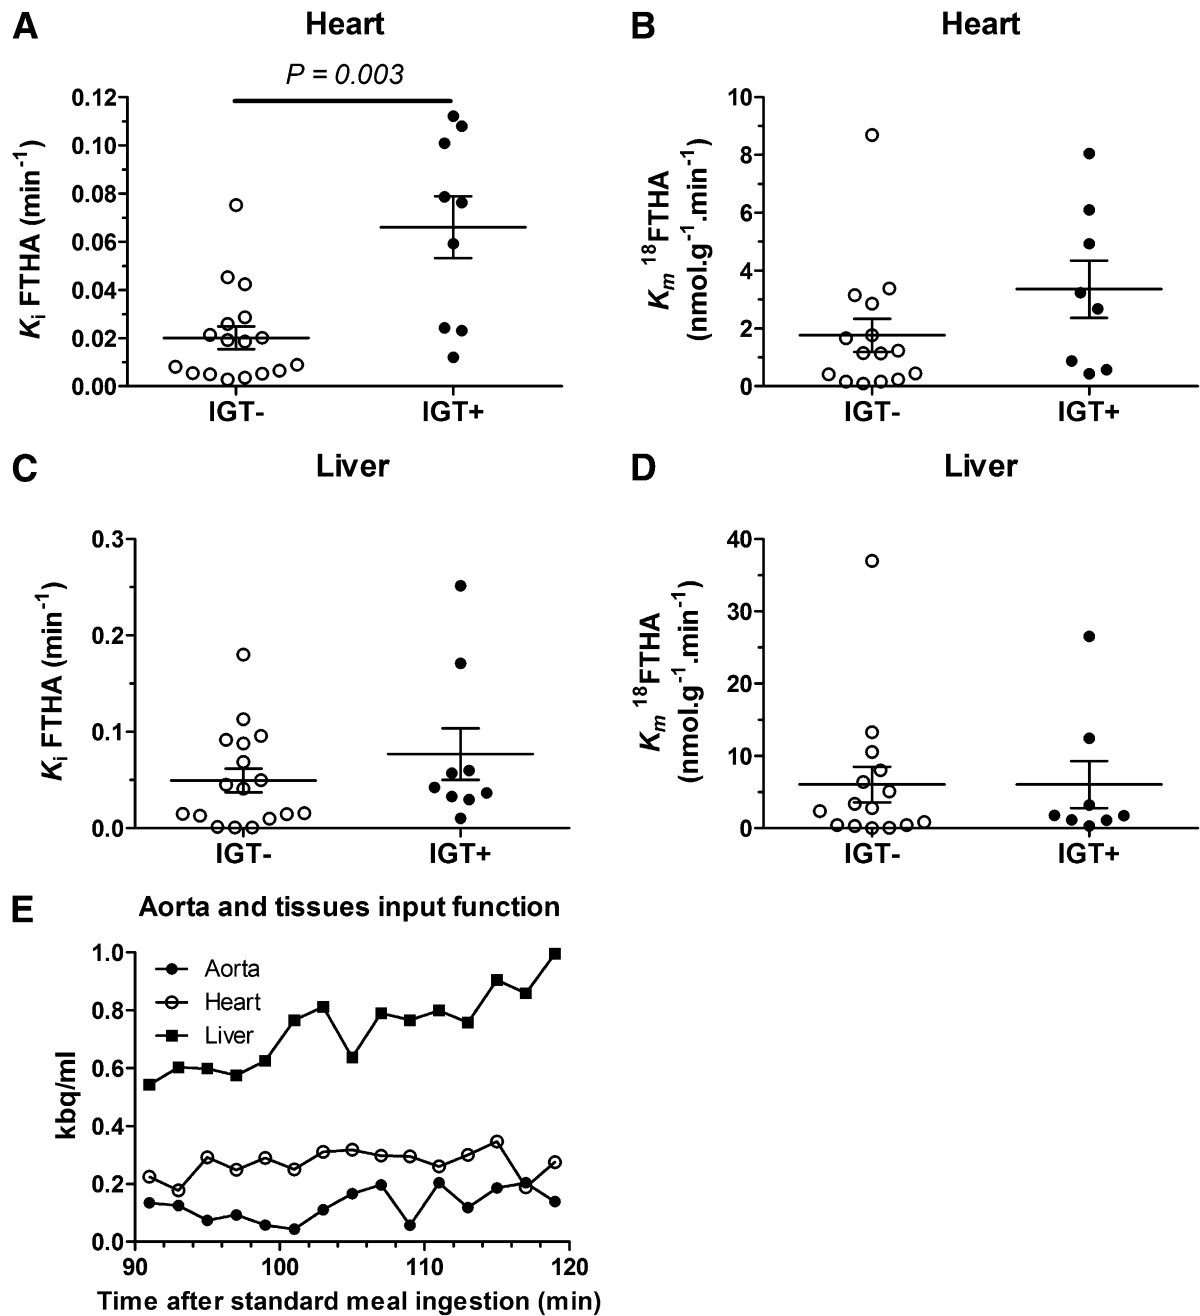 A
Heart
P = 0.003
Ki FTHA (min-1)
0.12
0.10
0.08
0.06
0.04
0.02
0.00
IGT-
IGT+
B
Heart
Km 18FTHA
(nmol.g-1.min-1)
10
8
6
4
2
0
IGT-
IGT+
C
Liver
Ki FTHA (min-1)
0.3
0.2
0.1
0.0
IGT-
IGT+
D
Liver
Km 18FTHA
(nmol.g-1.min-1)
40
30
20
10
0
IGT-
IGT+
E
Aorta and tissues input function
kbq/ml
1.0
0.8
0.6
0.4
0.2
0.0
Aorta
Heart
Liver
90
100
110
120
Time after standard meal ingestion (min)